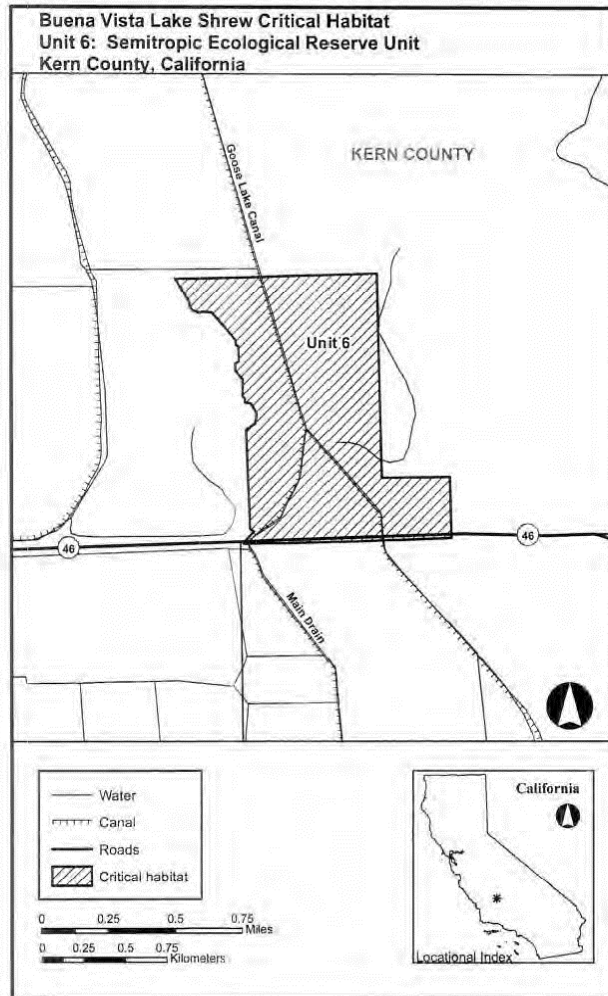 Buena Vista Lake Shrew Critical Habitat
Unit 6: Semitropic Ecological Reserve Unit
Kern County, California
KERN COUNTY
Goose Lake Canal
Unit 6
46
46
Main Drain
Water
Canal
Roads
Critical habitat
0 0.25 0.5 0.75
Miles
0 0.25 0.5 0.75
Kilometers
California
Locational Index